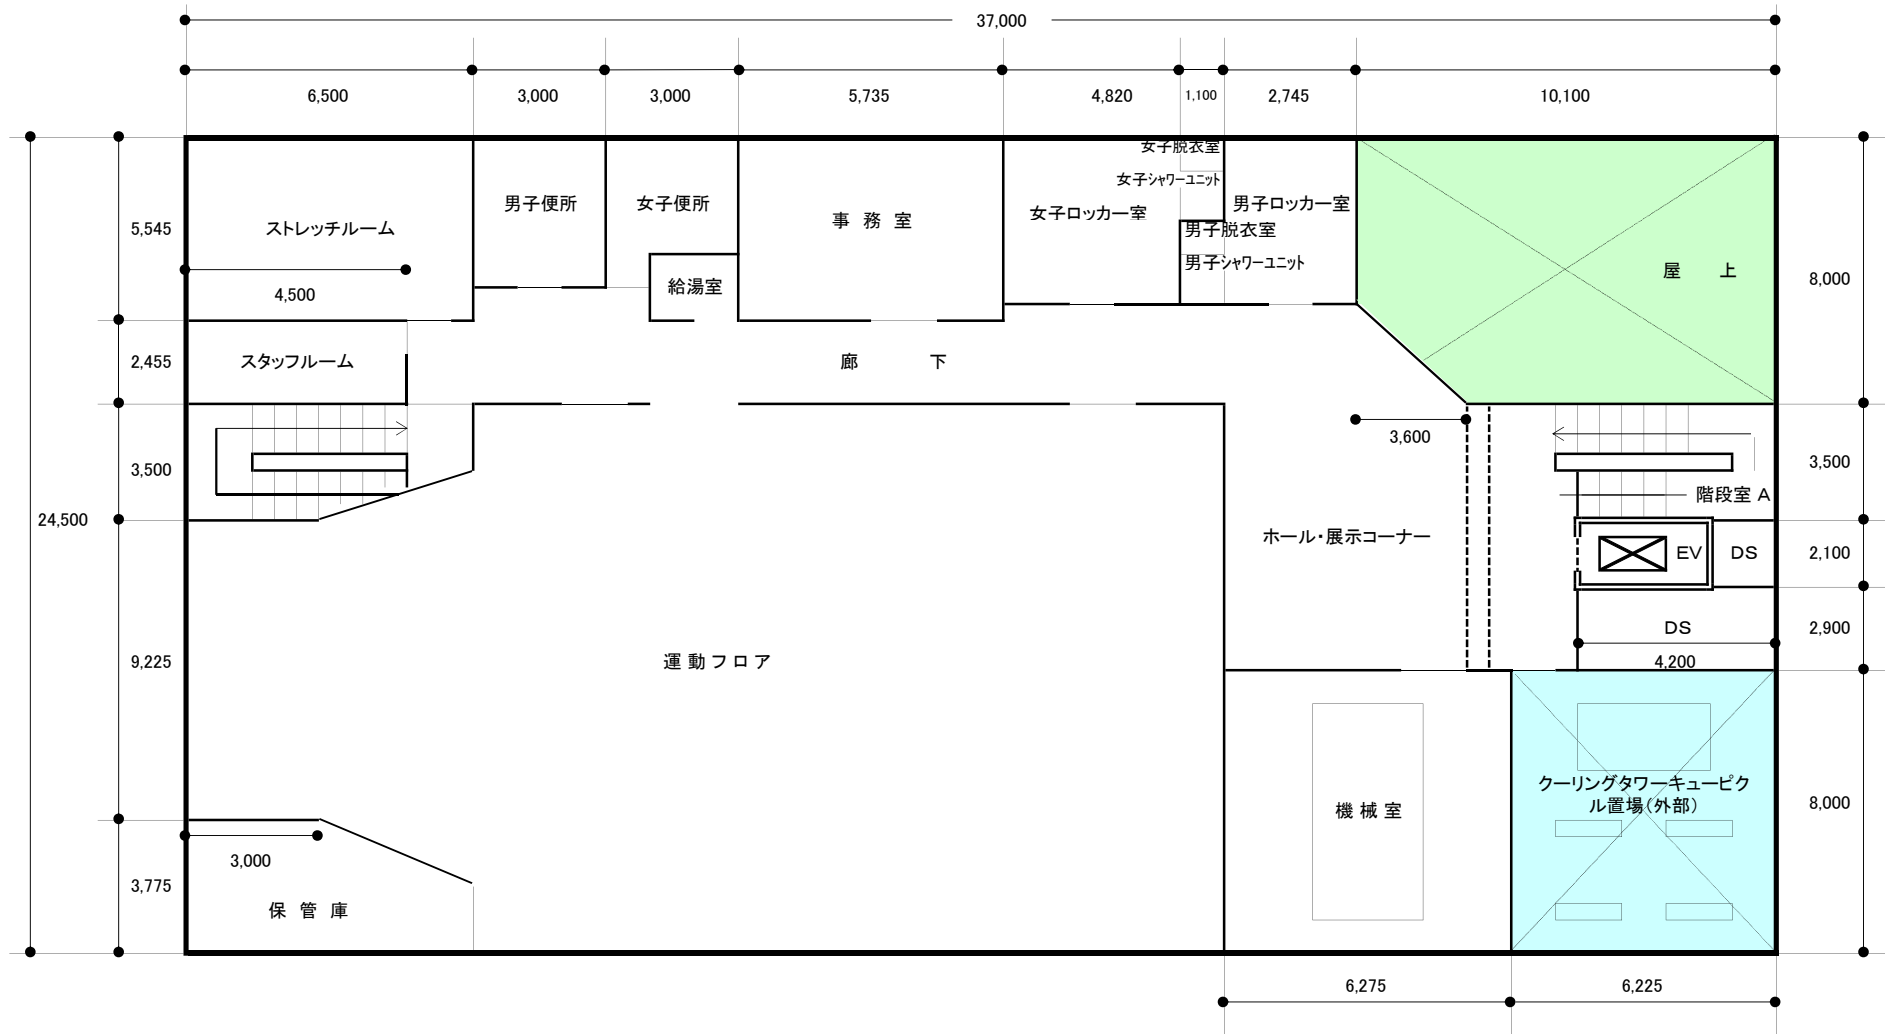 37,000
6,500
3,000
3,000
5,735
4,820
1,100
2,745
10,100
女子脱衣室
女子シャワーユニット
男子便所
女子便所
事 務 室
女子ロッカー室
男子ロッカー室
5,545
ストレッチルーム
男子脱衣室
男子シャワーユニット
屋 上
8,000
4,500
給湯室
2,455
スタッフルーム
廊 下
3,600
3,500
3,500
階段室 A
24,500
ホール・展示コーナー
EV
DS
2,100
DS
2,900
9,225
運 動 フ ロ ア
4,200
クーリングタワーキュービク
ル置場(外部)
機 械 室
8,000
3,000
3,775
保 管 庫
6,275
6,225